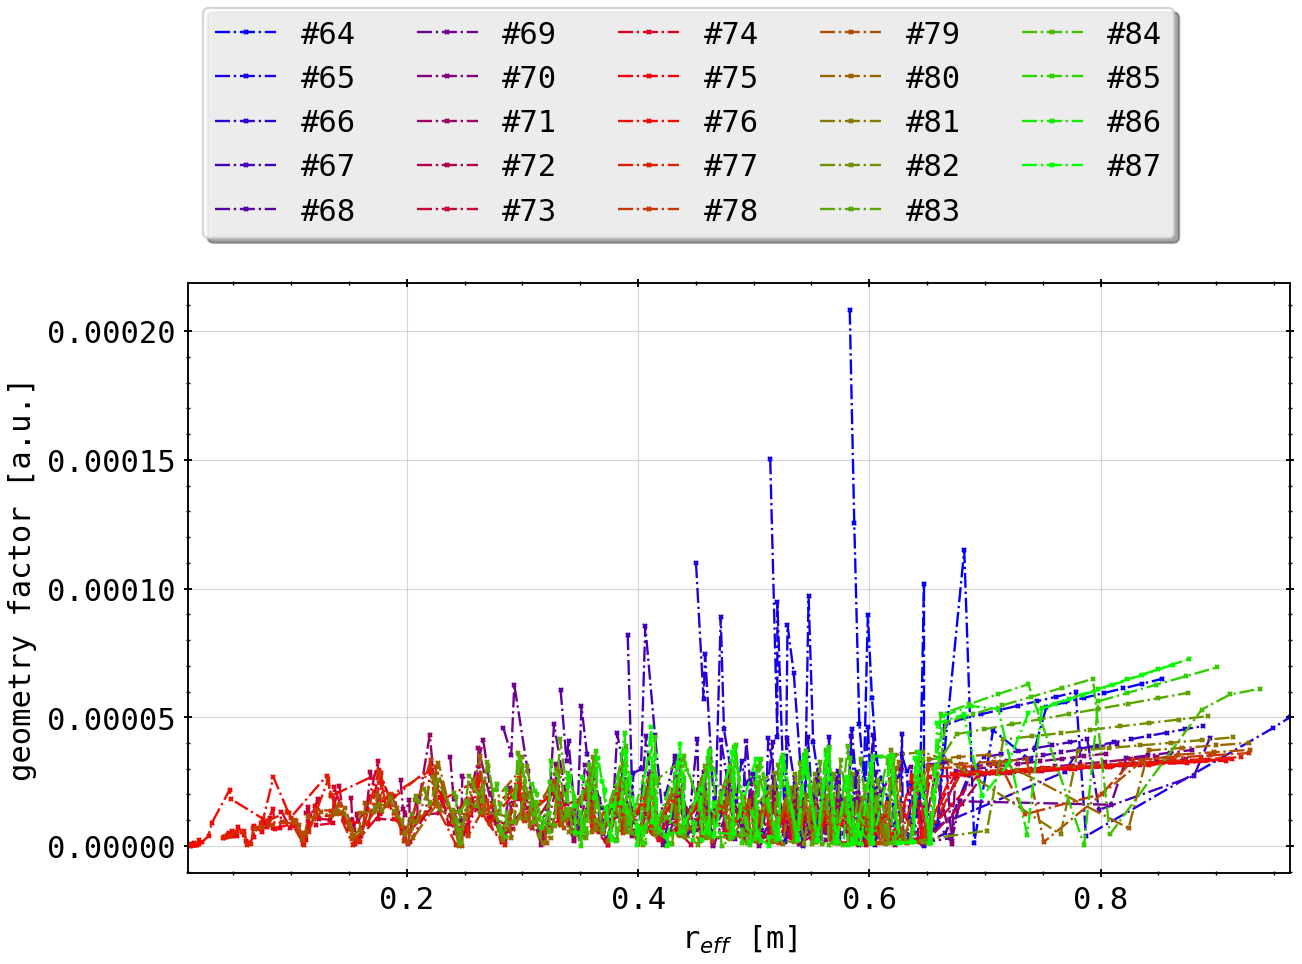 #64 #69 #74 #79 #84
#65 #70 #75 #80 #85
#66 #71 #76 #81 #86
#67 #72 #77 #82 #87
#68 #73 #78 #83
geometry factor [a.u.]
0.00020
0.00015
0.00010
0.00005
0.00000
0.2 0.4 0.6 0.8
r_eff [m]